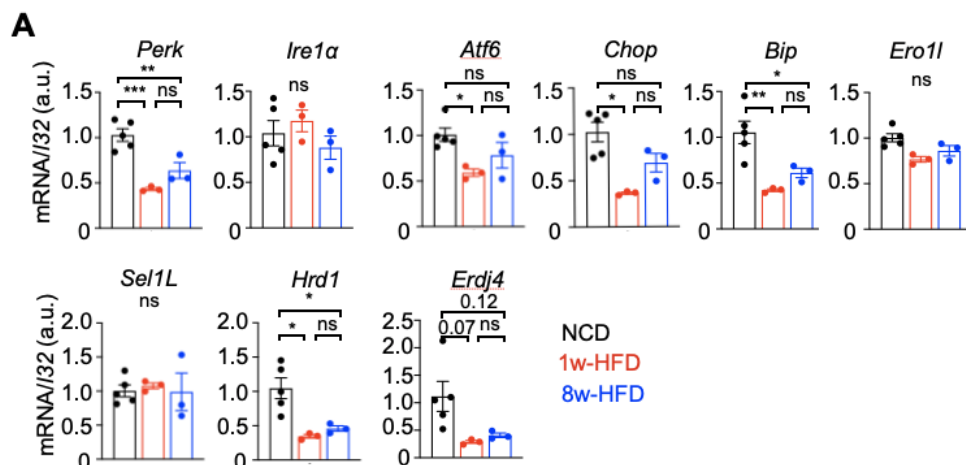 A
Perk
Ire1α
Atf6
Chop
Bip
Ero1l
mRNA/l32 (a.u.)
**
*** ns
1.5
1.0
0.5
0
ns
1.5
1.0
0.5
0
ns
* ns
1.5
1.0
0.5
0
ns
* ns
1.5
1.0
0.5
0
*
** ns
1.5
1.0
0.5
0
ns
1.5
1.0
0.5
0
Sel1L
Hrd1
Erdj4
mRNA/l32 (a.u.)
ns
2.0
1.5
1.0
0.5
0
*
* ns
2.0
1.5
1.0
0.5
0
0.12
0.07 ns
2.5
2.0
1.5
1.0
0.5
0
NCD
1w-HFD
8w-HFD